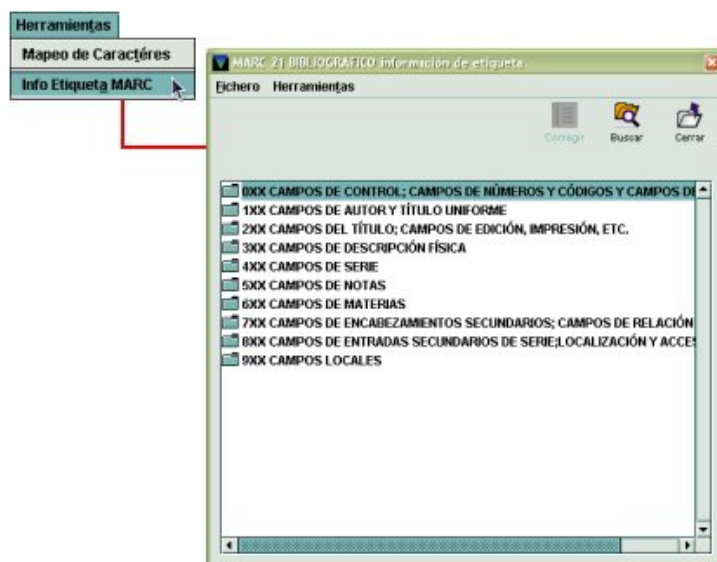 Herramientas
Mapeo de Caractéres
Info Etiqueta MARC
MARC 21 BIBLIOGRAFICO información de etiqueta
Fichero Herramientas
Corregir Bussar Cerrar
0XX CAMPOS DE CONTROL; CAMPOS DE NÚMEROS Y CÓDIGOS Y CAMPOS DE
1XX CAMPOS DE AUTOR Y TÍTULO UNIFORME
2XX CAMPOS DEL TÍTULO; CAMPOS DE EDICIÓN, IMPRESIÓN, ETC.
3XX CAMPOS DE DESCRIPCIÓN FÍSICA
4XX CAMPOS DE SERIE
5XX CAMPOS DE NOTAS
6XX CAMPOS DE MATERIAS
7XX CAMPOS DE ENCABEZAMIENTOS SECUNDARIOS; CAMPOS DE RELACIÓN
8XX CAMPOS DE ENTRADAS SECUNDARIOS DE SERIE;LOCALIZACIÓN Y ACCES
9XX CAMPOS LOCALES